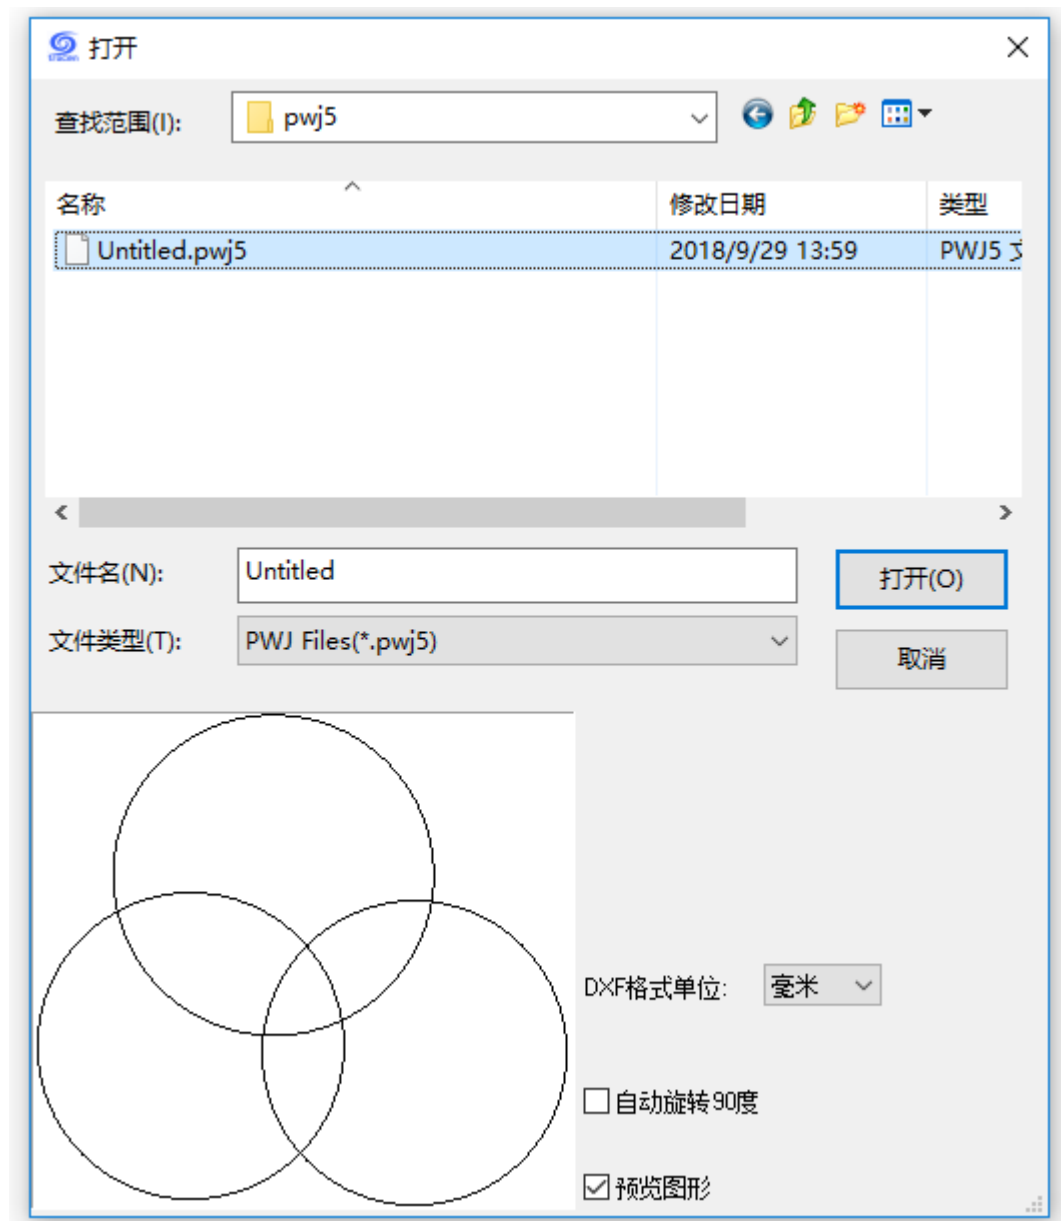 打开
查找范围(I):
pwj5
名称
修改日期
类型
Untitled.pwj5
2018/9/29 13:59
PWJ5
文件名(N):
Untitled
打开(O)
文件类型(T):
PWJ Files(*.pwj5)
取消
DXF格式单位:
毫米
自动旋转90度
预览图形